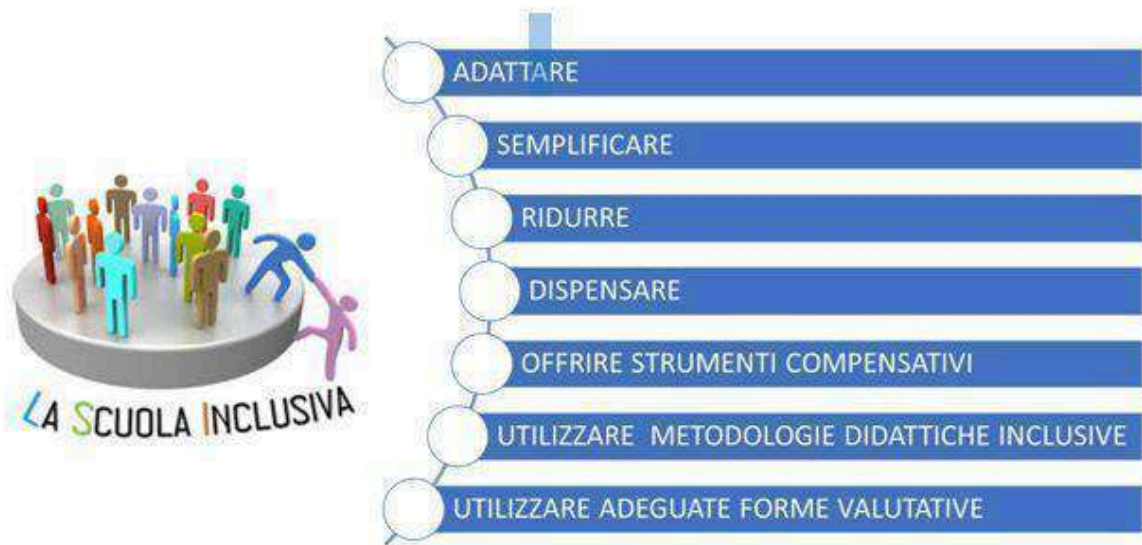 ADATTARE
SEMPLIFICARE
RIDURRE
DISPENSARE
OFFRIRE STRUMENTI COMPENSATIVI
UTILIZZARE METODOLOGIE DIDATTICHE INCLUSIVE
UTILIZZARE ADEGUATE FORME VALUTATIVE
LA SCUOLA INCLUSIVA